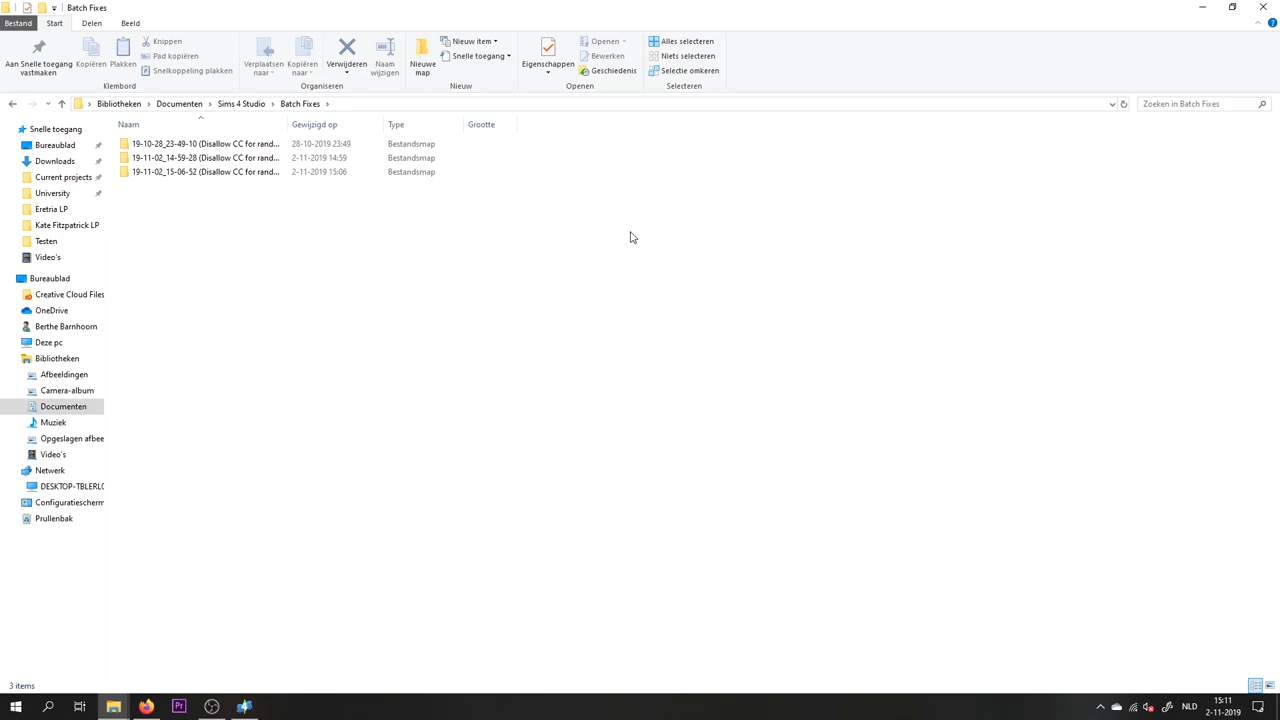 Batch Fixes
Bestand Start Delen Beeld
Aan Snelle toegang vastmaken
Kopiëren
Plakken
Knippen
Pad kopiëren
Snelkoppeling plakken
Klembord
Verplaatsen naar
Kopiëren naar
Verwijderen
Naam wijzigen
Organiseren
Nieuwe map
Nieuw item
Snelle toegang
Nieuw
Eigenschappen
Openen
Bewerken
Geschiedenis
Openen
Alles selecteren
Niets selecteren
Selectie omkeren
Selecteren
Bibliotheken Documenten Sims 4 Studio Batch Fixes
Zoeken in Batch Fixes
Naam Gewijzigd op Type Grootte
19-10-28_23-49-10 (Disallow CC for rand... 28-10-2019 23:49 Bestandsmap
19-11-02_14-59-28 (Disallow CC for rand... 2-11-2019 14:59 Bestandsmap
19-11-02_15-06-52 (Disallow CC for rand... 2-11-2019 15:06 Bestandsmap
Snelle toegang
Bureaublad
Downloads
Current projects
University
Eretria LP
Kate Fitzpatrick LP
Testen
Video's
Bureaublad
Creative Cloud Files
OneDrive
Berthe Barnhoorn
Deze pc
Bibliotheken
Afbeeldingen
Camera-album
Documenten
Muziek
Opgeslagen afbee
Video's
Netwerk
DESKTOP-TBLERL
Configuratiescherm
Prullenbak
3 items
Pr
NLD
15:11
2-11-2019